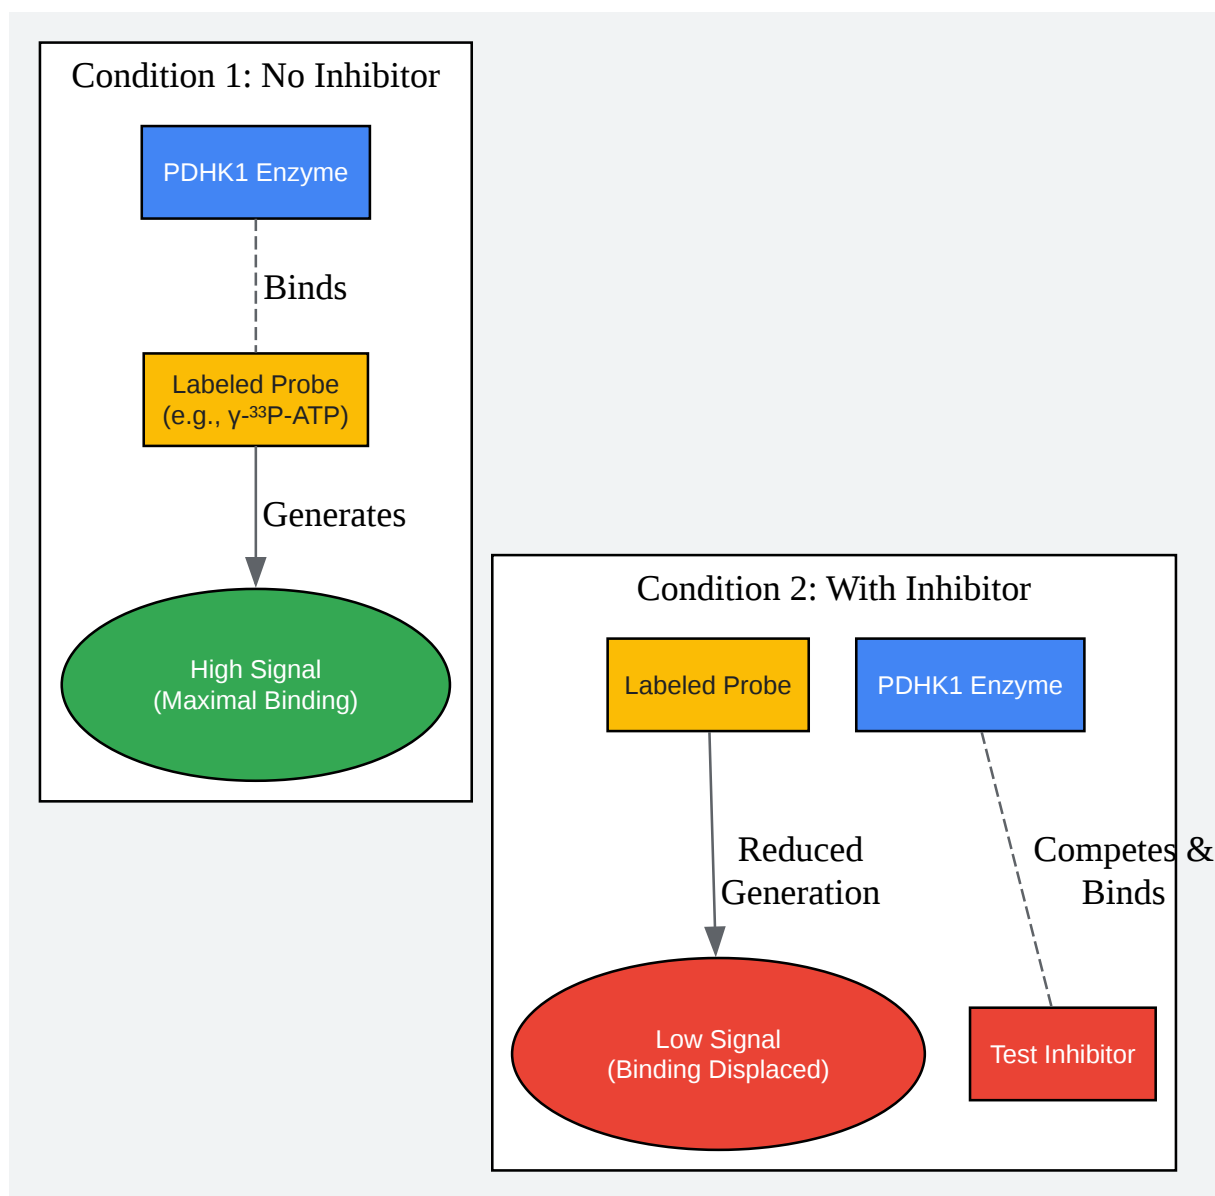 Condition 1: No Inhibitor
PDHK1 Enzyme
Binds
Labeled Probe
(e.g., γ-³³P-ATP)
Generates
High Signal
(Maximal Binding)
Condition 2: With Inhibitor
Labeled Probe
PDHK1 Enzyme
Reduced
Generation
Competes &
Binds
Low Signal
(Binding Displaced)
Test Inhibitor